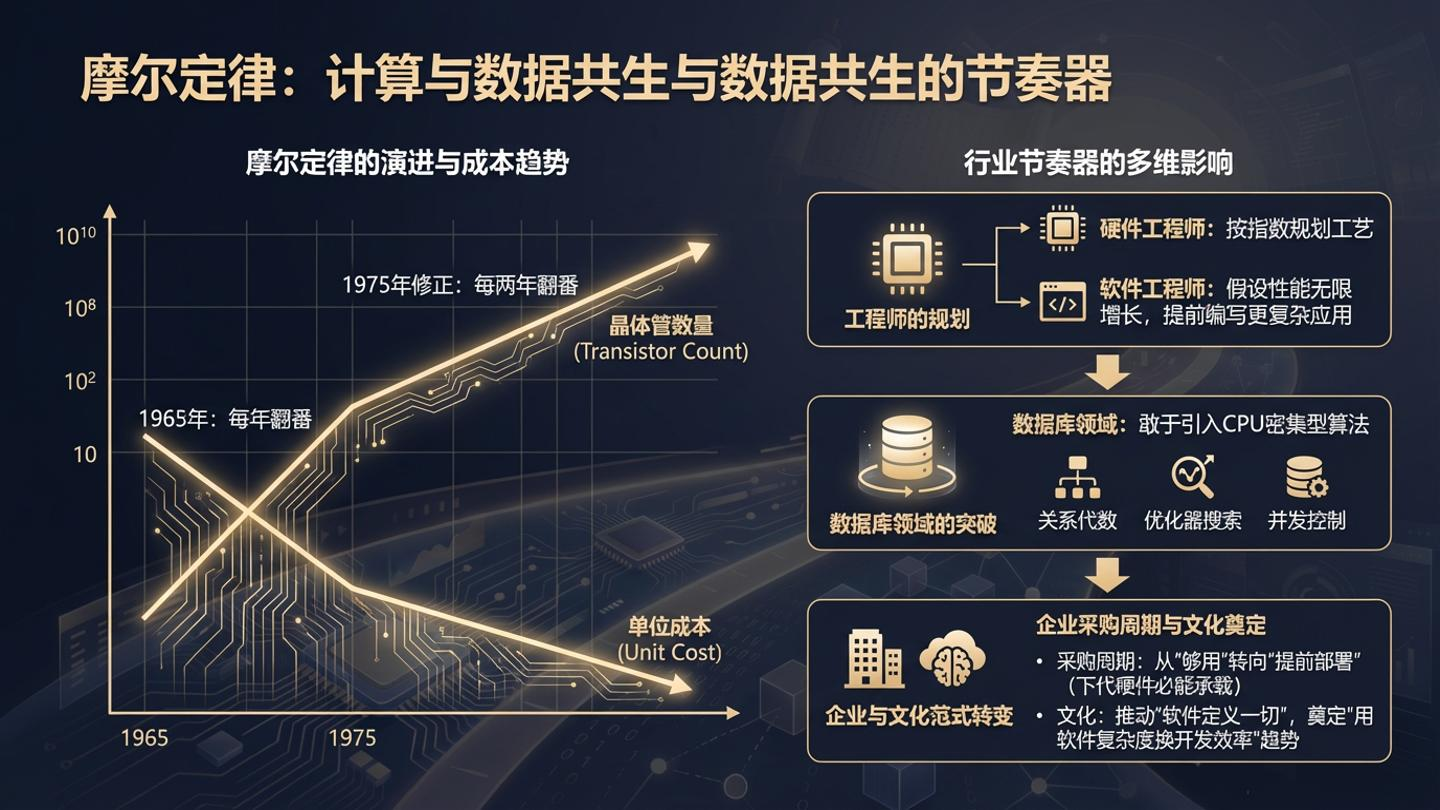 摩尔定律：计算与数据共生与数据共生的节奏器
摩尔定律的演进与成本趋势
10¹⁰
10⁸
10²
10
1975年修正：每两年翻番
晶体管数量
(Transistor Count)
1965年：每年翻番
单位成本
(Unit Cost)
1965
1975
行业节奏器的多维影响
工程师的规划
硬件工程师：按指数规划工艺
软件工程师：假设性能无限
增长，提前编写更复杂应用
数据库领域的突破
数据库领域：敢于引入CPU密集型算法
关系代数
优化器搜索
并发控制
企业与文化范式转变
企业采购周期与文化奠定
• 采购周期：从"够用"转向"提前部署"
（下代硬件必能承载）
• 文化：推动"软件定义一切"，奠定"用
软件复杂度换开发效率"趋势